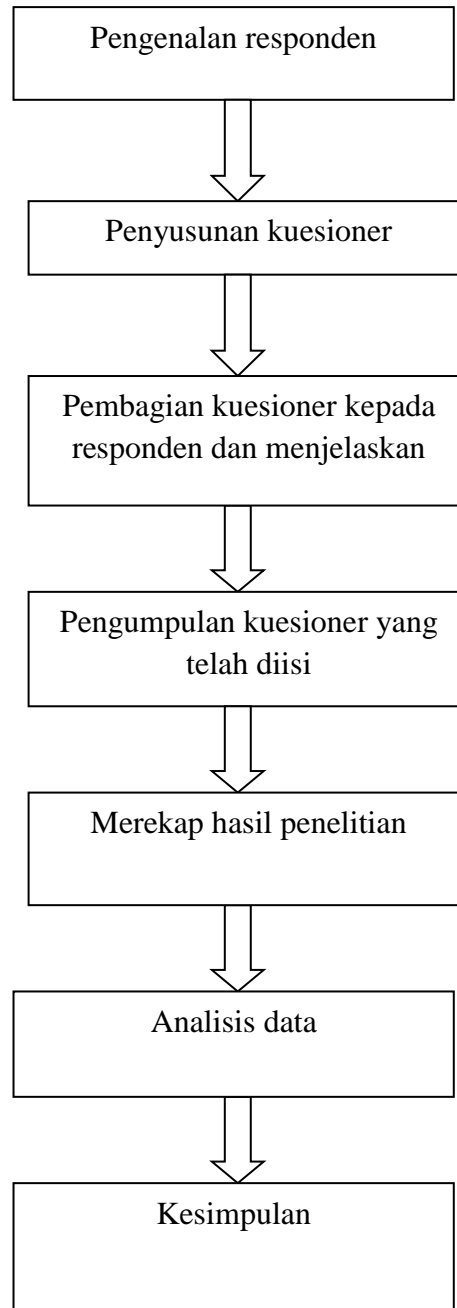 Pengenalan responden
Penyusunan kuesioner
Pembagian kuesioner kepada
responden dan menjelaskan
Pengumpulan kuesioner yang
telah diisi
Merekap hasil penelitian
Analisis data
Kesimpulan